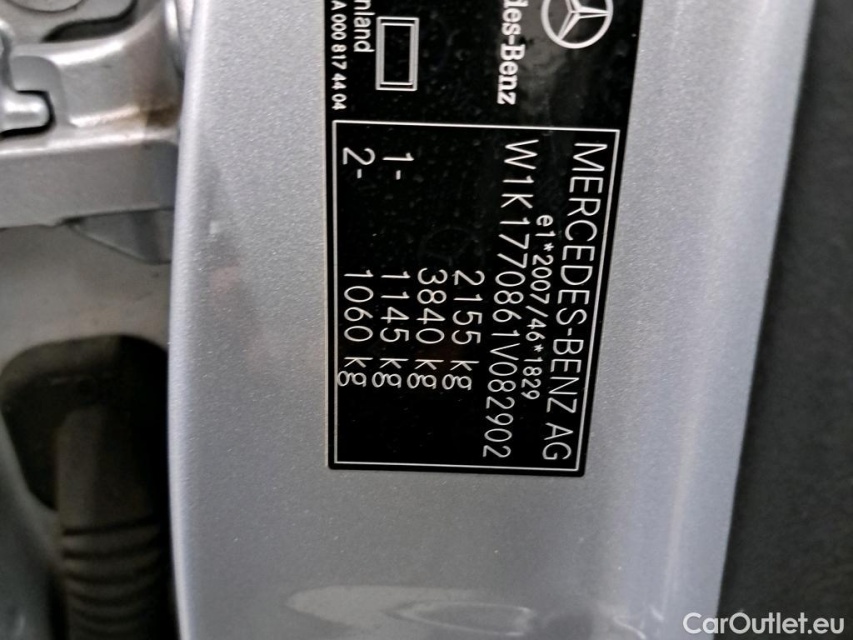 des-Benz
nland
A 000 817 44 04
MERCEDES-BENZ AG
e1*2007/46*1829
W1K1770861V082902
2155 kg
3840 kg
1- 1145 kg
2- 1060 kg
CarOutlet.eu